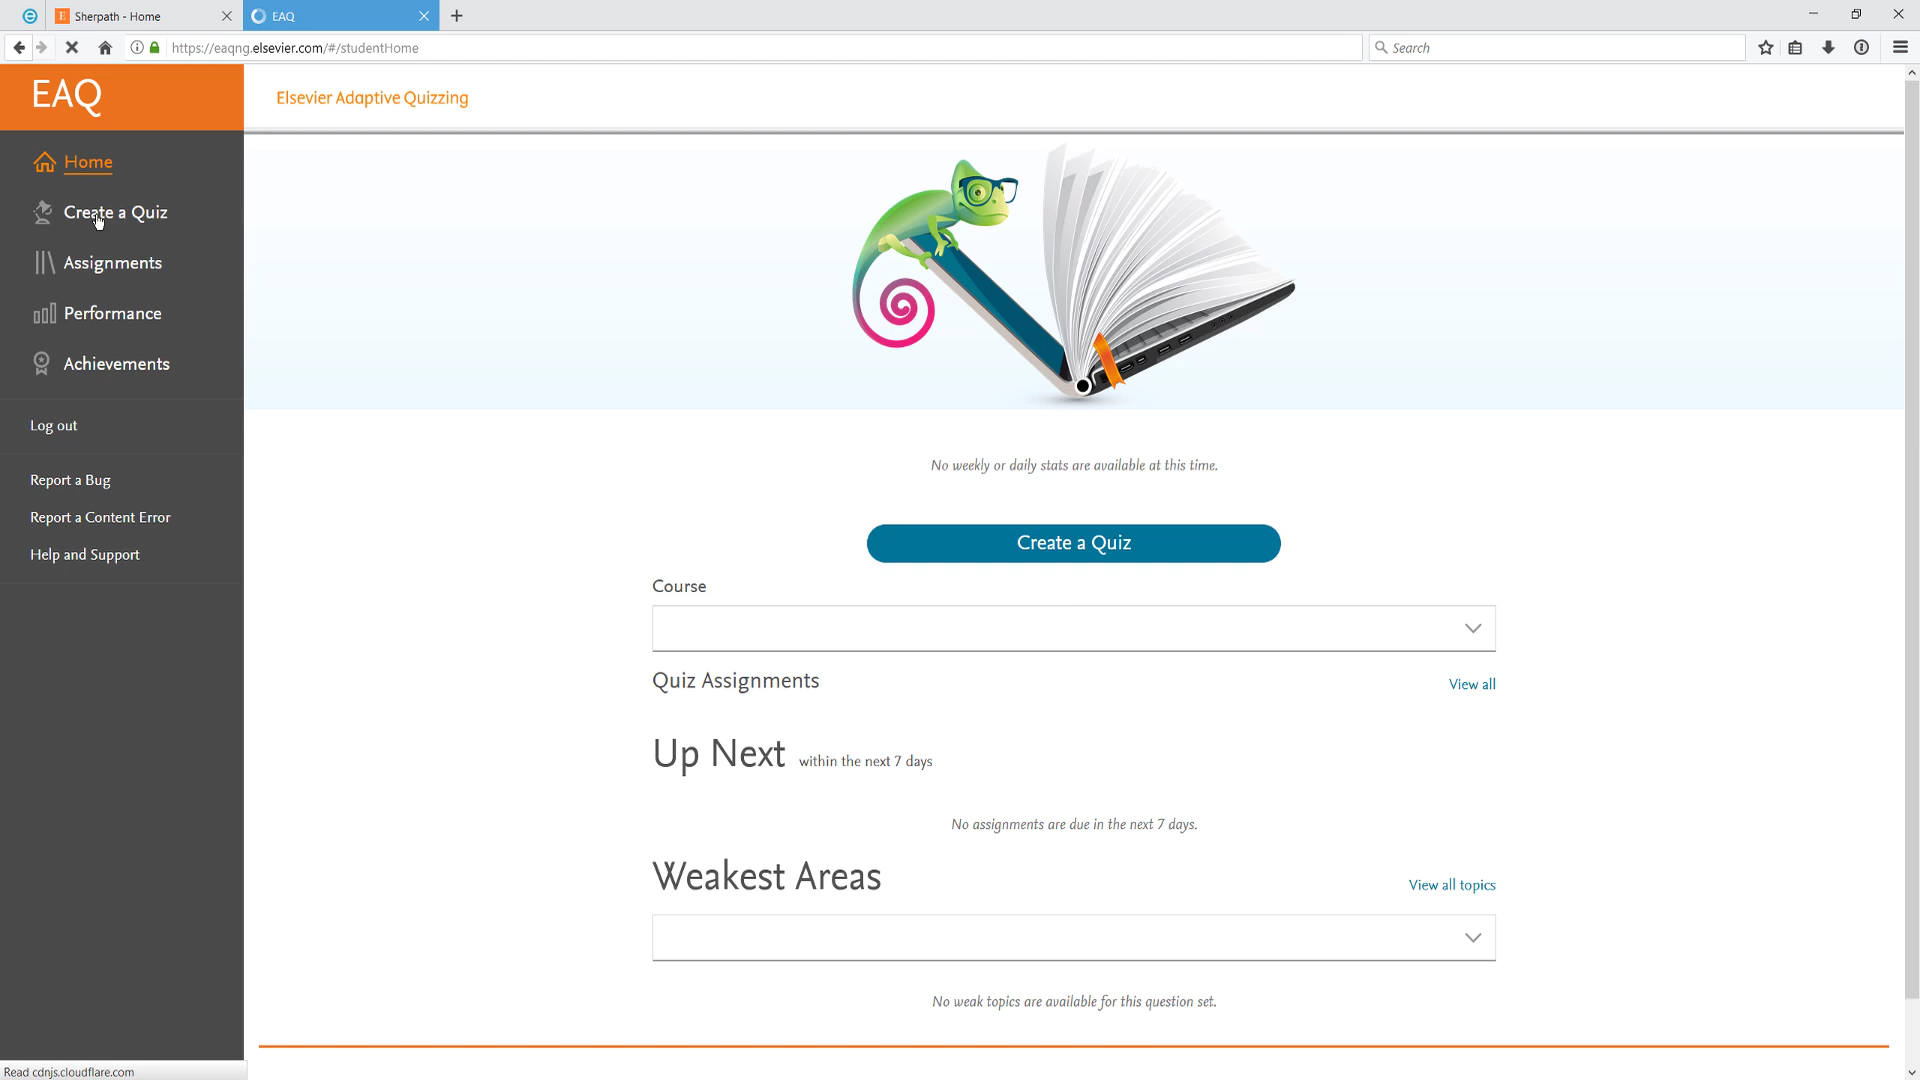 Sherpath - Home
EAQ
https://eaqng.elsevier.com/#/studentHome
Search
EAQ
Elsevier Adaptive Quizzing
Home
Create a Quiz
Assignments
Performance
Achievements
Log out
Report a Bug
Report a Content Error
Help and Support
No weekly or daily stats are available at this time.
Create a Quiz
Course
Quiz Assignments
View all
Up Next within the next 7 days
No assignments are due in the next 7 days.
Weakest Areas
View all topics
No weak topics are available for this question set.
Read cdnjs.cloudflare.com